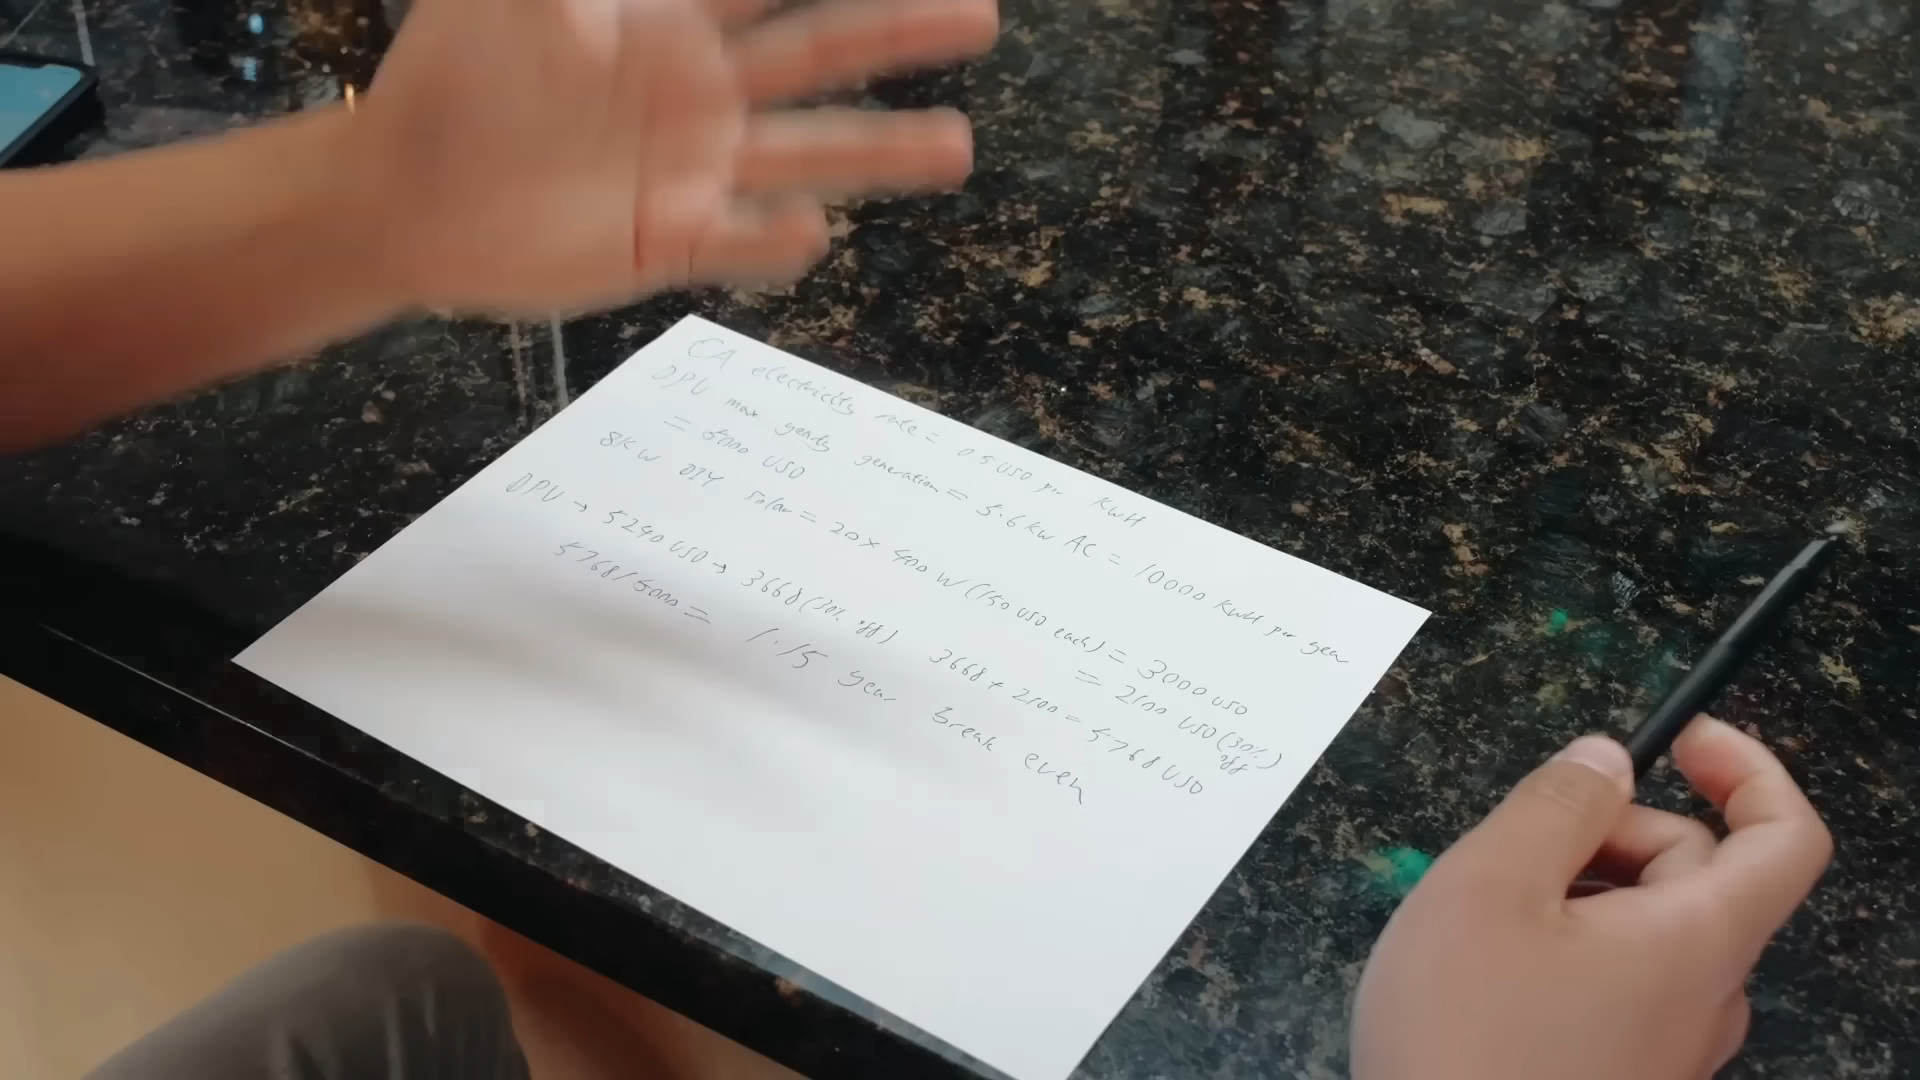 CA electricity rate = 0.5 USD per KWH
DPU max yearly generation = 5.6 KW AC = 10000 KWH per year
= 5000 USD
8KW DIY solar = 20 x 400 W (150 USD each) = 3000 USD
= 2100 USD (30% off)
DPU → 5240 USD → 3668 (30% off) 3668 + 2100 = 5768 USD
5768/5000 = 1.15 year break even